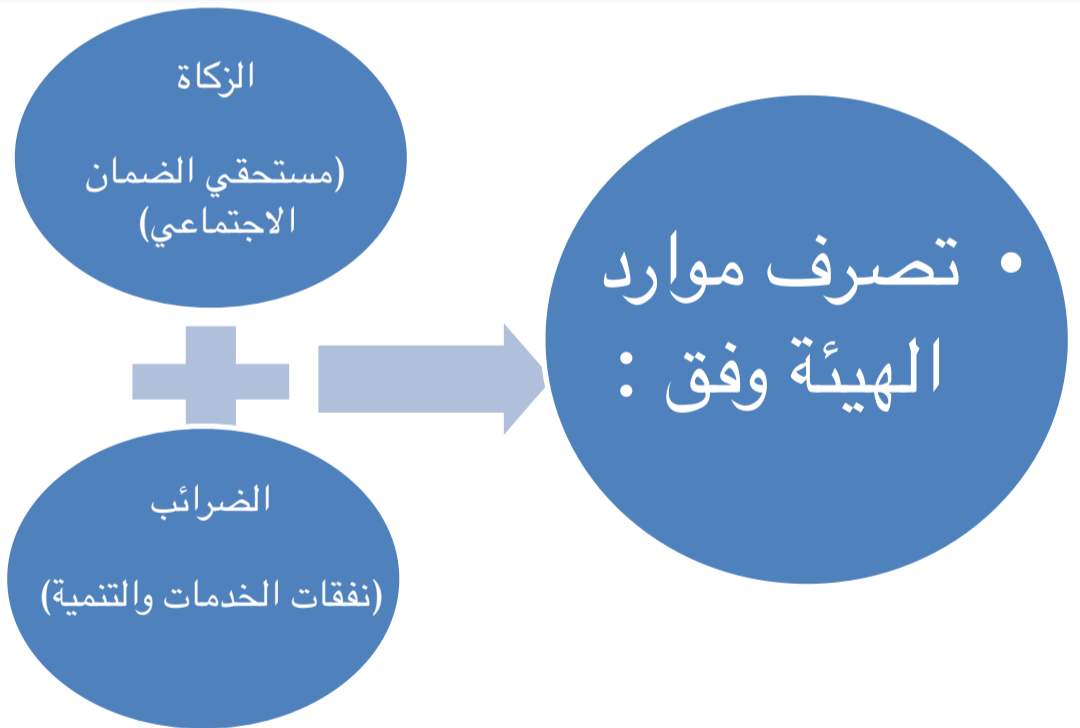 الزكاة
(مستحقي الضمان
الاجتماعي)
الضرائب
(نفقات الخدمات والتنمية)
• تصرف موارد
الهيئة وفق :